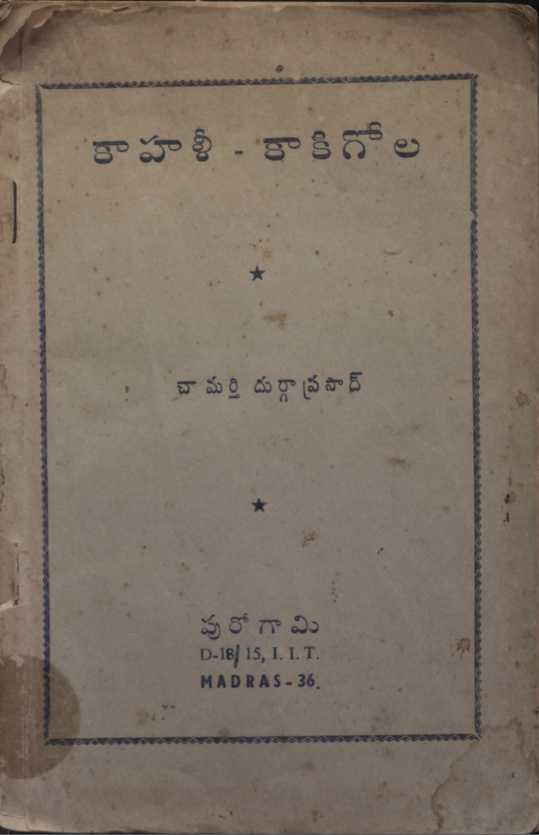 కాహళీ - కాకిగోల
చామర్తి దుర్గాప్రసాద్
పురోగామి
D-18/15, I. I. T.
MADRAS-36.